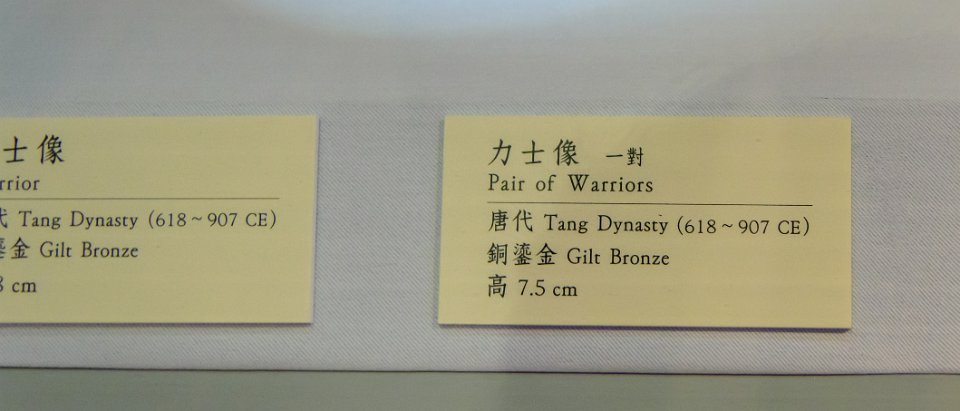 士像
rrior
代 Tang Dynasty (618~907 CE)
鎏金 Gilt Bronze
cm
力士像 一對
Pair of Warriors
唐代 Tang Dynasty (618~907 CE)
銅鎏金 Gilt Bronze
高 7.5 cm